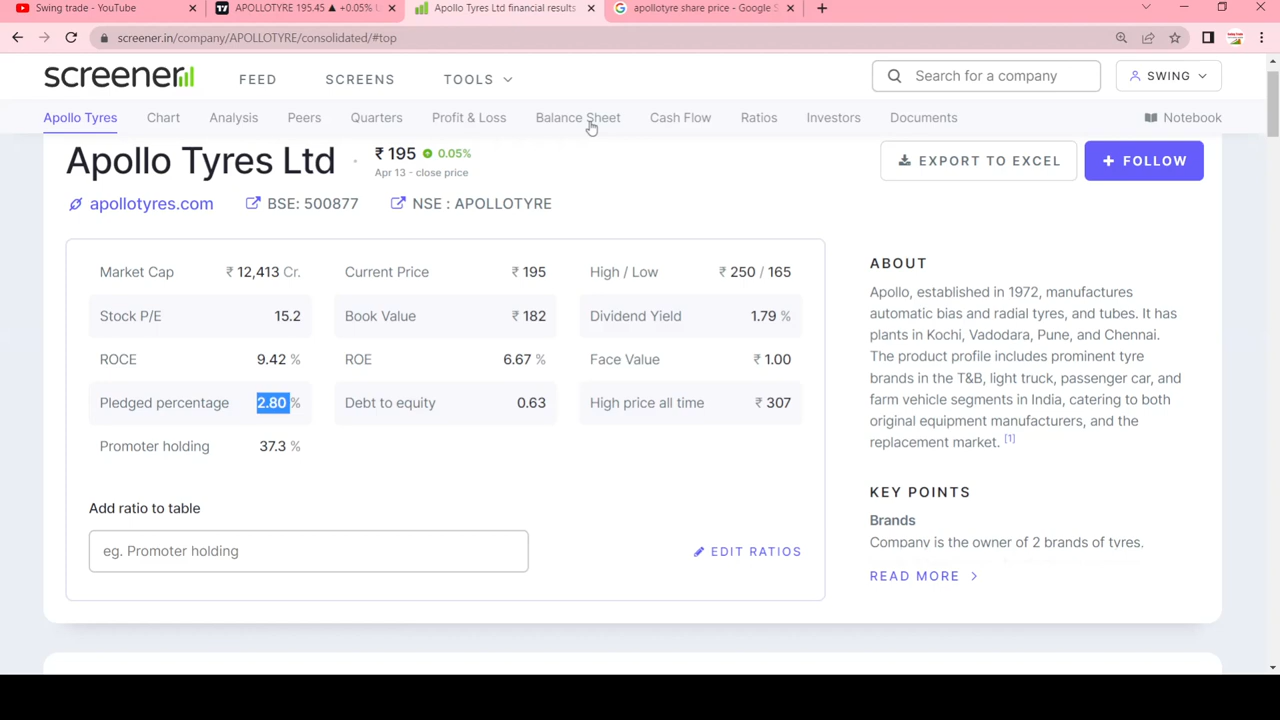 Swing trade - YouTube
APOLLOTYRE 195.45 ▲ +0.05%
Apollo Tyres Ltd financial results
apollotyre share price - Google S
screener.in/company/APOLLOTYRE/consolidated/#top
screener
FEED
SCREENS
TOOLS
Search for a company
SWING
Apollo Tyres
Chart
Analysis
Peers
Quarters
Profit & Loss
Balance Sheet
Cash Flow
Ratios
Investors
Documents
Notebook
Apollo Tyres Ltd
₹ 195 0.05%
Apr 13 - close price
EXPORT TO EXCEL
+ FOLLOW
apollotyres.com
BSE: 500877
NSE : APOLLOTYRE
Market Cap ₹ 12,413 Cr.
Current Price ₹ 195
High / Low ₹ 250 / 165
Stock P/E 15.2
Book Value ₹ 182
Dividend Yield 1.79 %
ROCE 9.42 %
ROE 6.67 %
Face Value ₹ 1.00
Pledged percentage 2.80 %
Debt to equity 0.63
High price all time ₹ 307
Promoter holding 37.3 %
Add ratio to table
eg. Promoter holding
EDIT RATIOS
ABOUT
Apollo, established in 1972, manufactures
automatic bias and radial tyres, and tubes. It has
plants in Kochi, Vadodara, Pune, and Chennai.
The product profile includes prominent tyre
brands in the T&B, light truck, passenger car, and
farm vehicle segments in India, catering to both
original equipment manufacturers, and the
replacement market. [1]
KEY POINTS
Brands
Company is the owner of 2 brands of tyres.
READ MORE